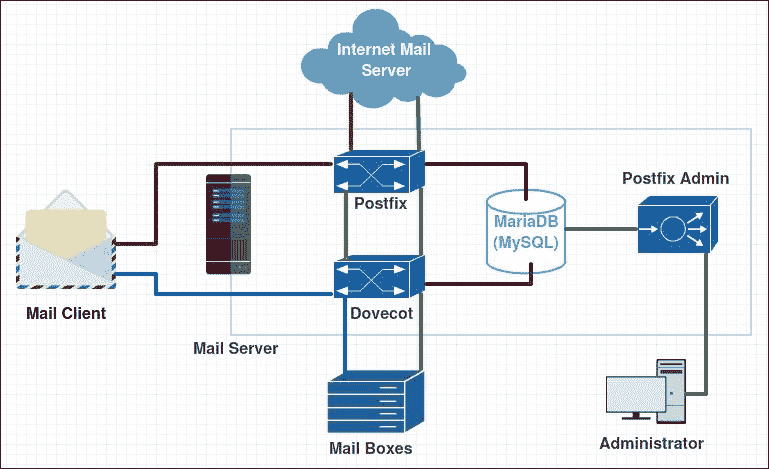 Internet Mail
Server
Postfix
Postfix Admin
MariaDB
(MySQL)
Mail Client
Dovecot
Mail Server
Mail Boxes
Administrator